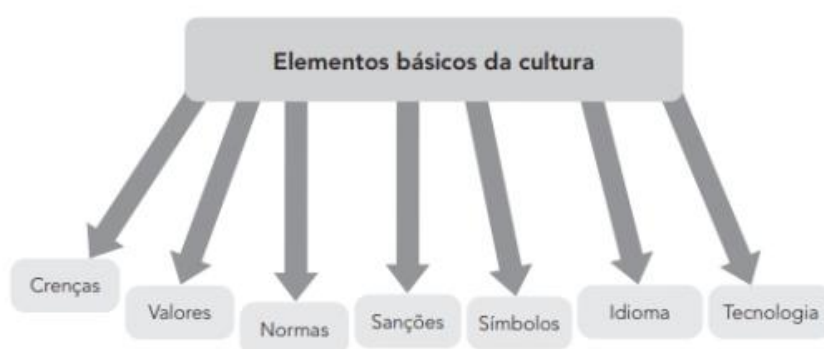 Elementos básicos da cultura
Crenças
Valores
Normas
Sanções
Símbolos
Idioma
Tecnologia